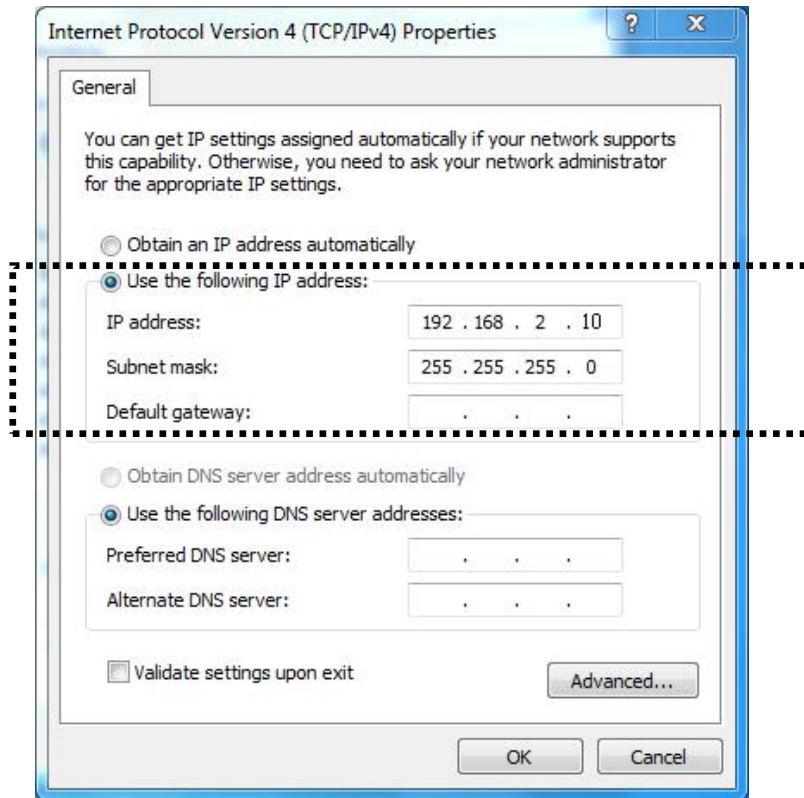 Internet Protocol Version 4 (TCP/IPv4) Properties
?
X
General
You can get IP settings assigned automatically if your network supports
this capability. Otherwise, you need to ask your network administrator
for the appropriate IP settings.
Obtain an IP address automatically
Use the following IP address:
IP address: 192 . 168 . 2 . 10
Subnet mask: 255 . 255 . 255 . 0
Default gateway: . . .
Obtain DNS server address automatically
Use the following DNS server addresses:
Preferred DNS server: . . .
Alternate DNS server: . . .
Validate settings upon exit
Advanced...
OK Cancel